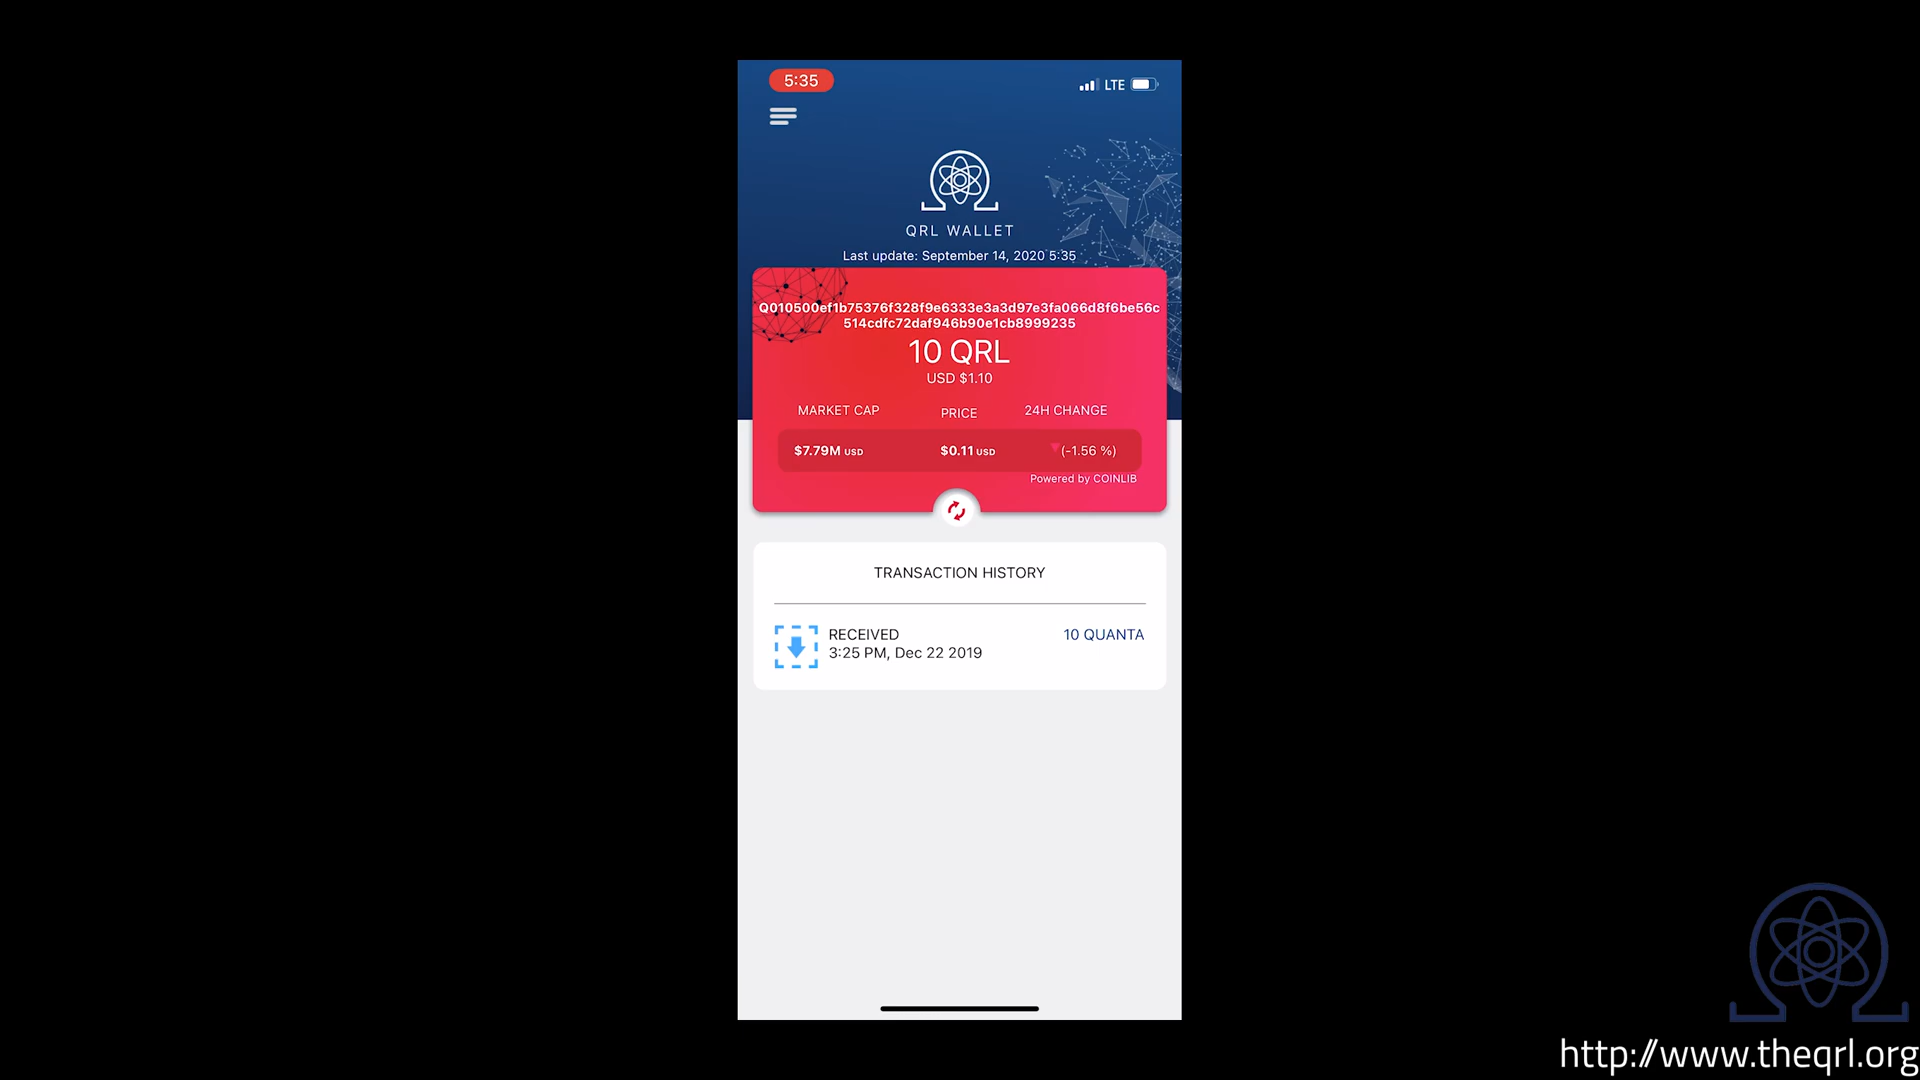 5:35
LTE
QRL WALLET
Last update: September 14, 2020 5:35
Q010500ef1b75376f328f9e6333e3a3d97e3fa066d8f6be56c
514cdfc72daf946b90e1cb8999235
10 QRL
USD $1.10
MARKET CAP PRICE 24H CHANGE
$7.79M USD $0.11 USD (-1.56 %)
Powered by COINLIB
TRANSACTION HISTORY
RECEIVED 10 QUANTA
3:25 PM, Dec 22 2019
http://www.theqrl.org